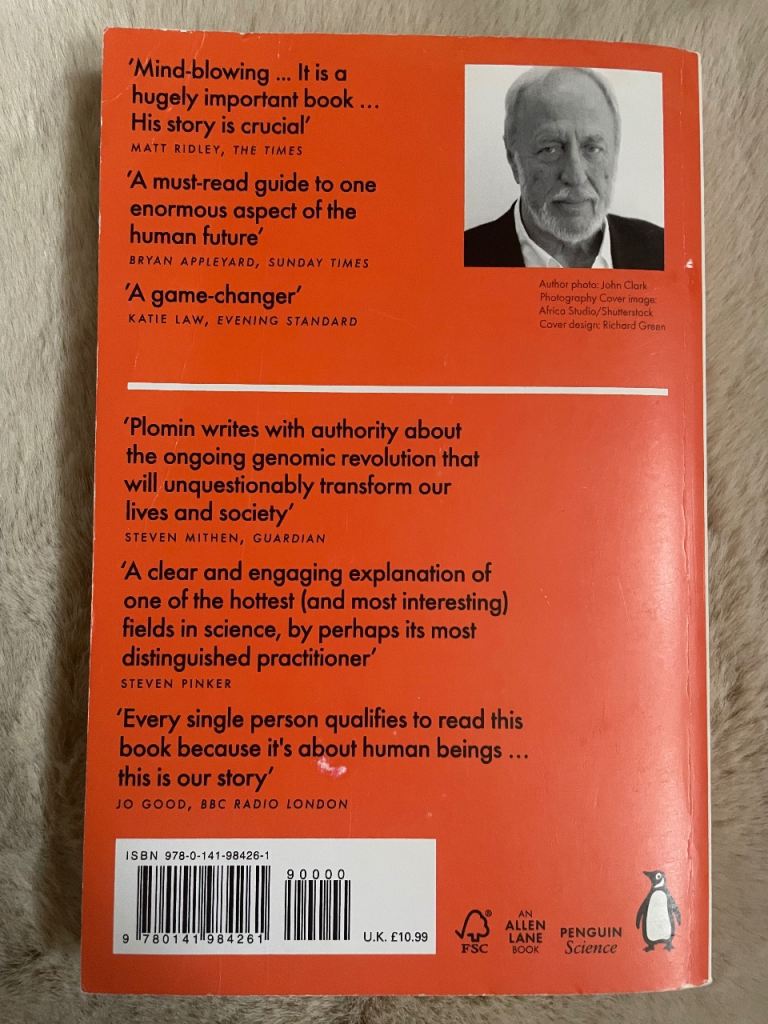 ‘Mind-blowing ... It is a
hugely important book ...
His story is crucial’
MATT RIDLEY, THE TIMES
‘A must-read guide to one
enormous aspect of the
human future’
BRYAN APPLEYARD, SUNDAY TIMES
‘A game-changer’
KATIE LAW, EVENING STANDARD
Author photo: John Clark
Photography Cover image:
Africa Studio/Shutterstock
Cover design: Richard Green
‘Plomin writes with authority about
the ongoing genomic revolution that
will unquestionably transform our
lives and society’
STEVEN MITHEN, GUARDIAN
‘A clear and engaging explanation of
one of the hottest (and most interesting)
fields in science, by perhaps its most
distinguished practitioner’
STEVEN PINKER
‘Every single person qualifies to read this
book because it's about human beings ...
this is our story’
JO GOOD, BBC RADIO LONDON
ISBN 978-0-141-98426-1
90000
9 780141 984261
U.K. £10.99
FSC
AN
ALLEN
LANE
BOOK
PENGUIN
Science